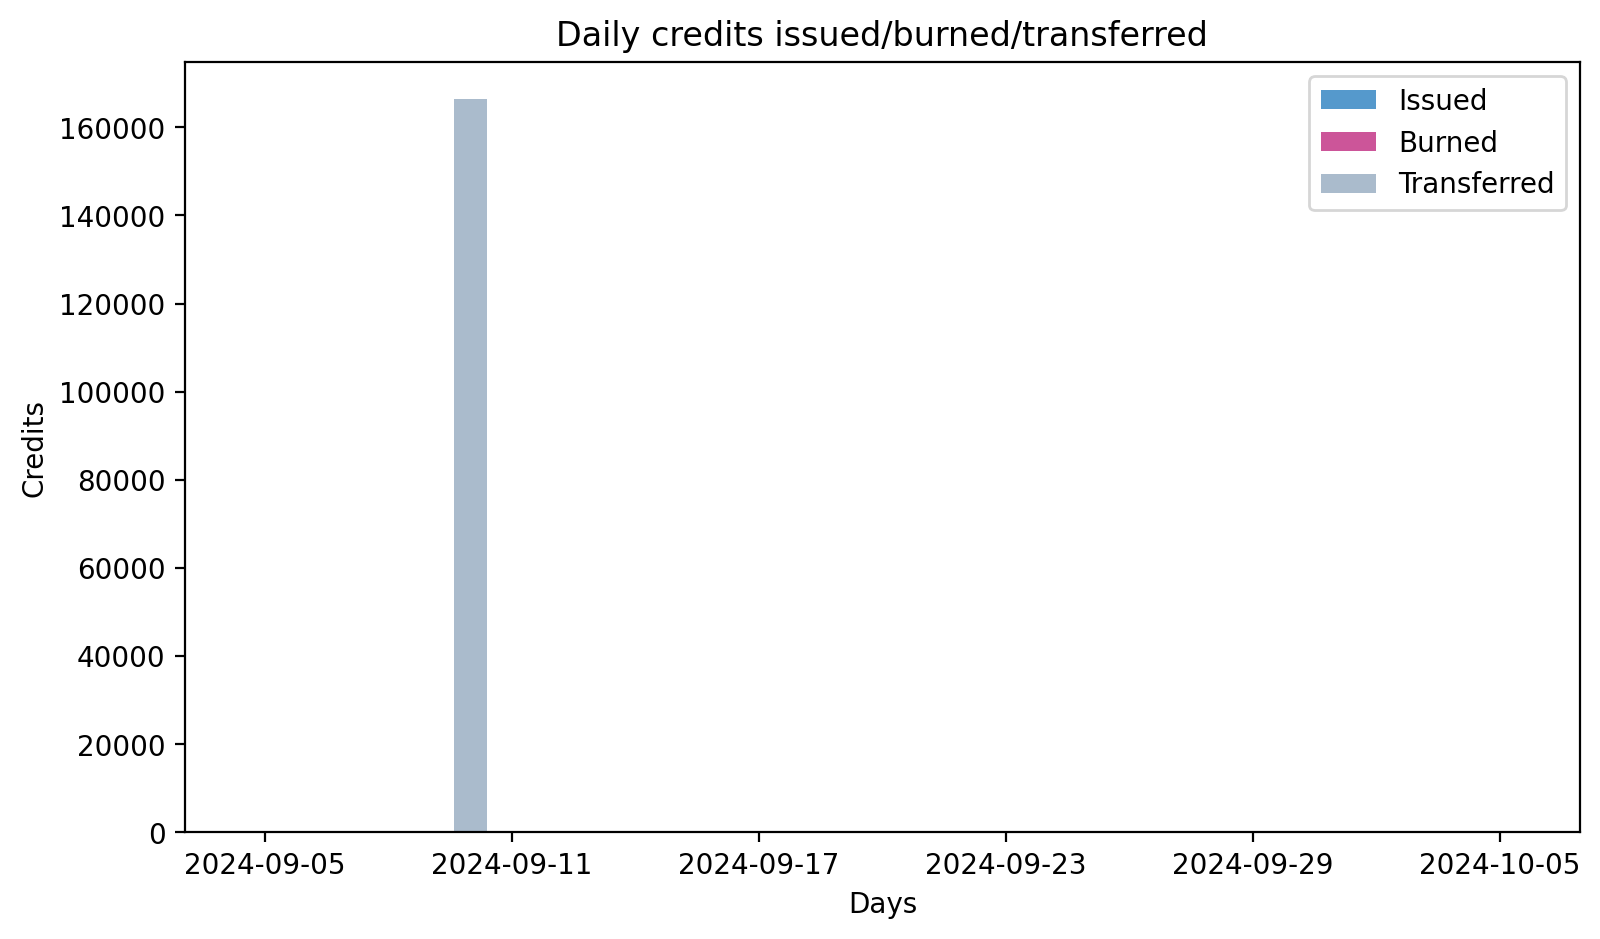 Daily credits issued/burned/transferred
Issued
Burned
Transferred
Credits
160000
140000
120000
100000
80000
60000
40000
20000
0
2024-09-05 2024-09-11 2024-09-17 2024-09-23 2024-09-29 2024-10-05
Days